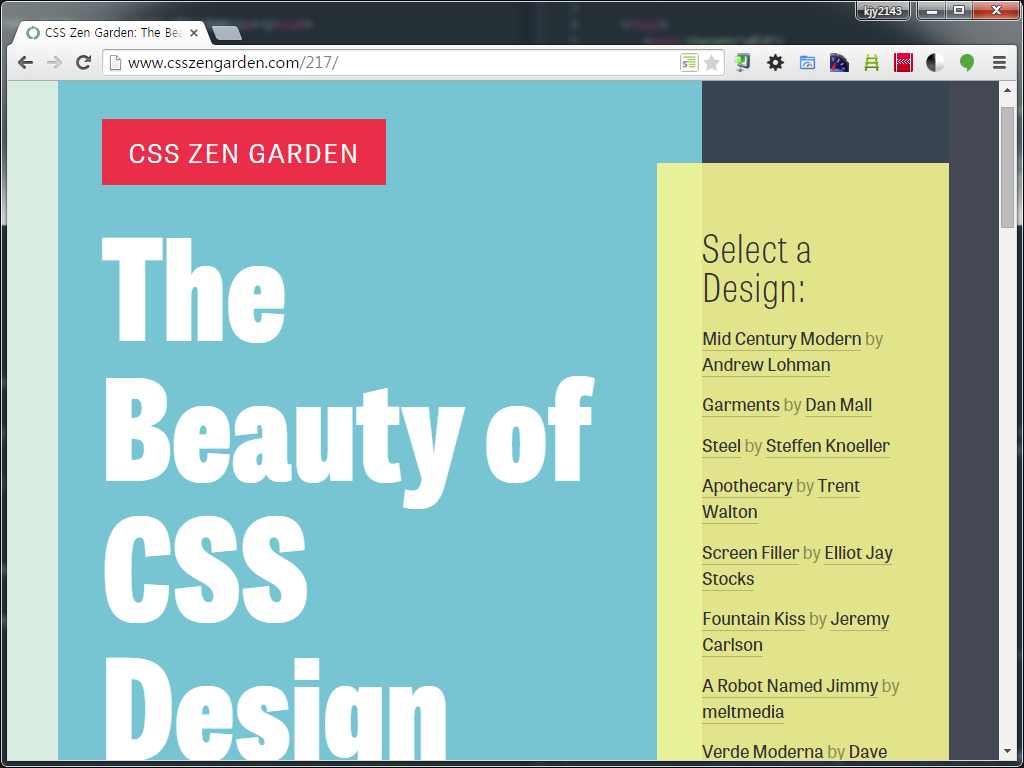 kjy2143
CSS Zen Garden: The Bea
www.csszengarden.com/217/
CSS ZEN GARDEN
The
Beauty of
CSS
Design
Select a
Design:
Mid Century Modern by
Andrew Lohman
Garments by Dan Mall
Steel by Steffen Knoeller
Apothecary by Trent
Walton
Screen Filler by Elliot Jay
Stocks
Fountain Kiss by Jeremy
Carlson
A Robot Named Jimmy by
meltmedia
Verde Moderna by Dave